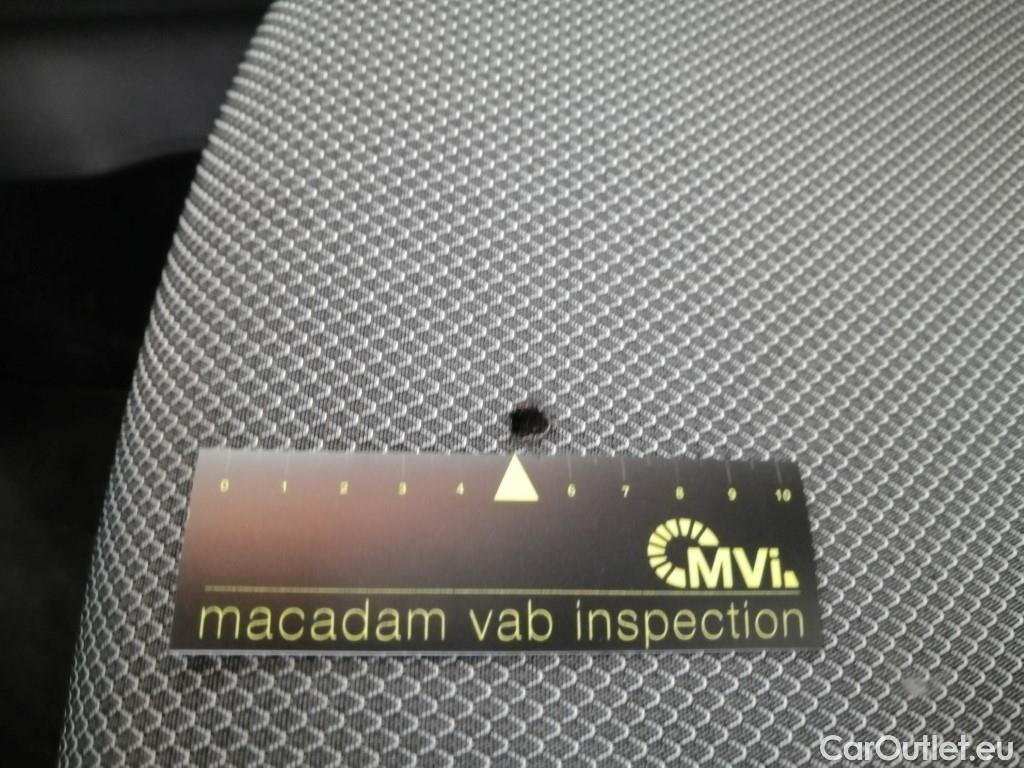 0 1 2 3 4 6 7 8 9 10
MVi
macadam vab inspection
CarOutlet.eu